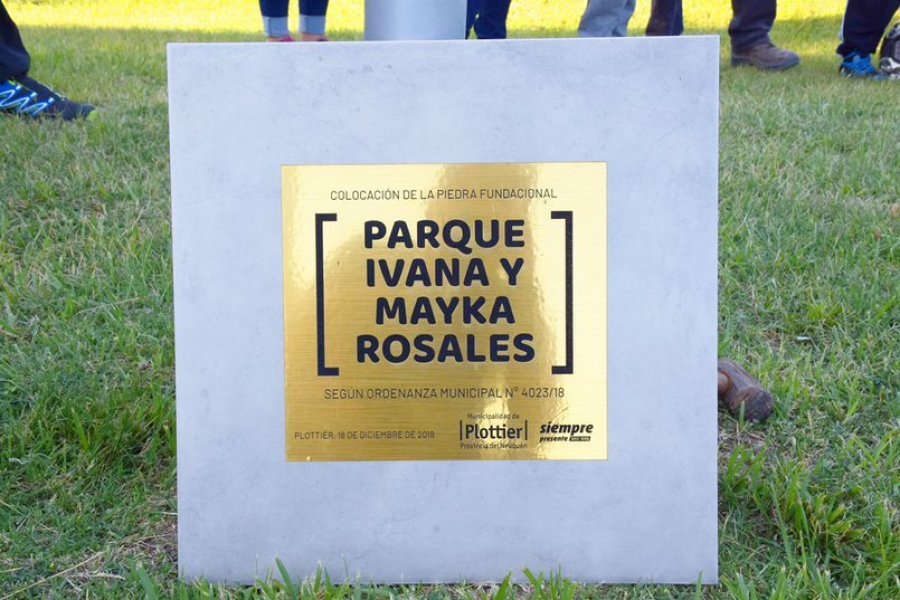 COLOCACIÓN DE LA PIEDRA FUNDACIONAL
PARQUE
IVANA Y
MAYKA
ROSALES
SEGÚN ORDENANZA MUNICIPAL N° 4023/18
PLOTTIER, 18 DE DICIEMBRE DE 2018
Municipalidad de
Plottier
Provincia del Neuquén
siempre
presente